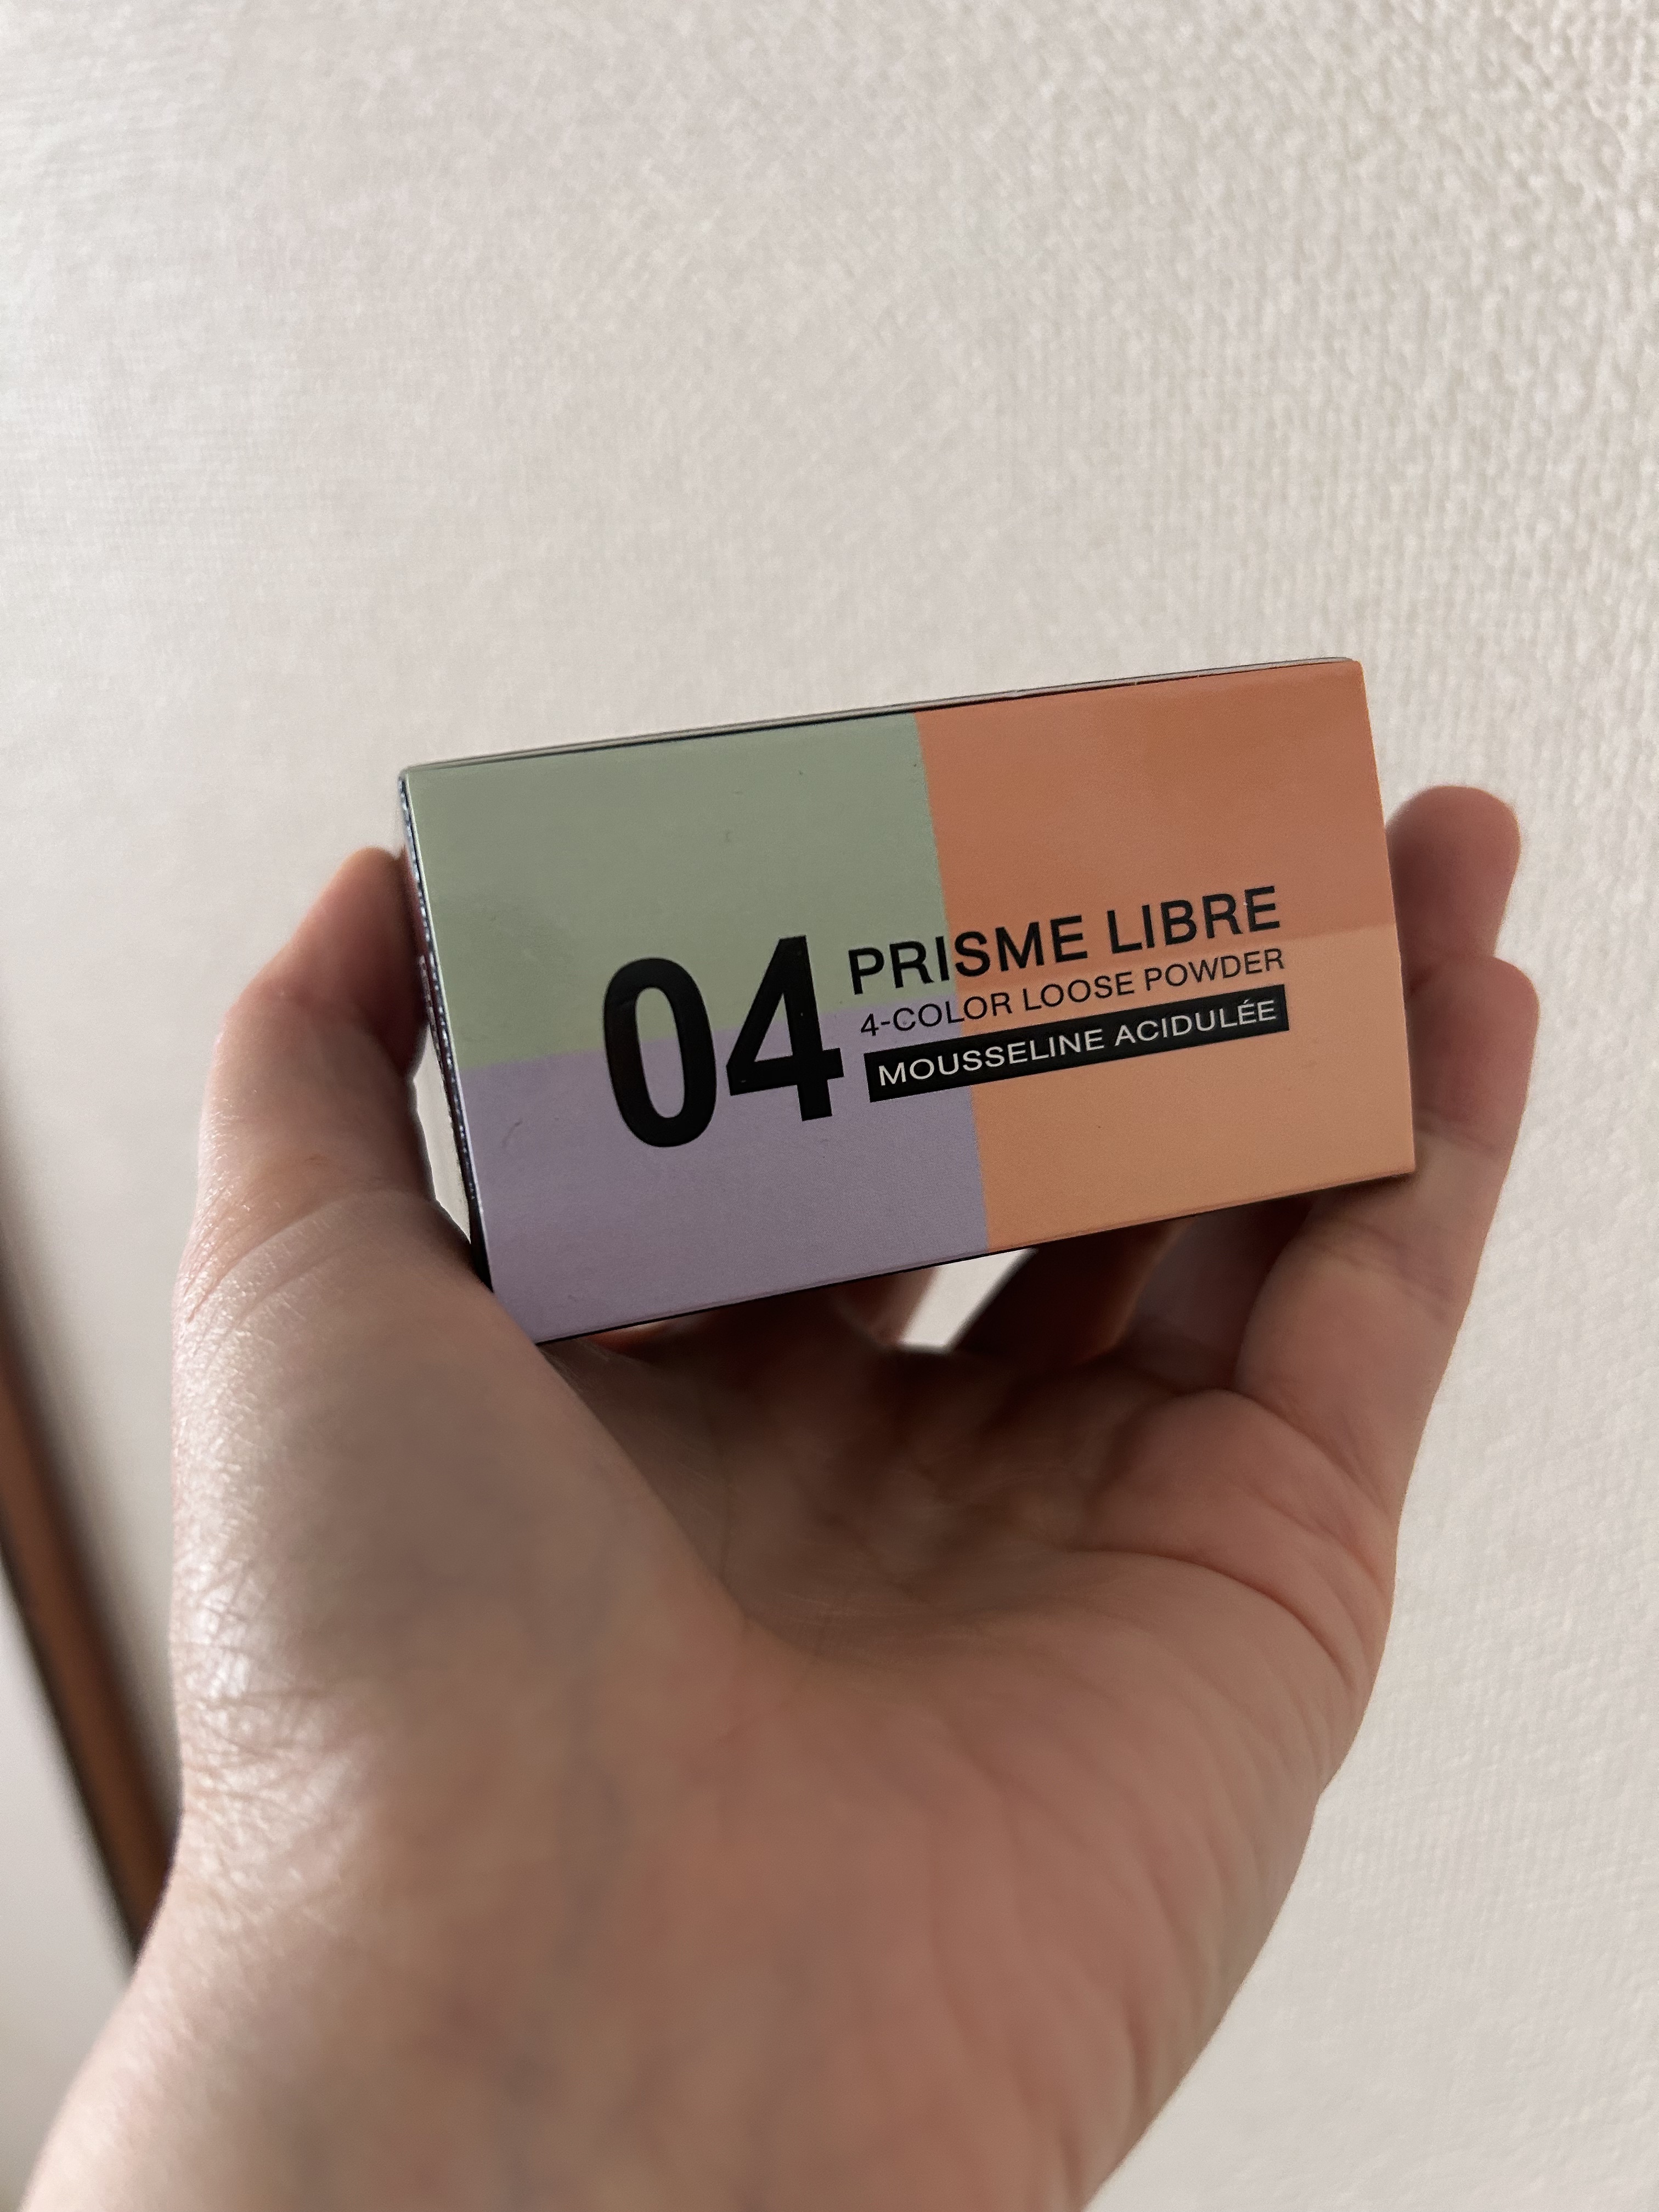 04
PRISME LIBRE
4-COLOR LOOSE POWDER
MOUSSELINE ACIDULÉE